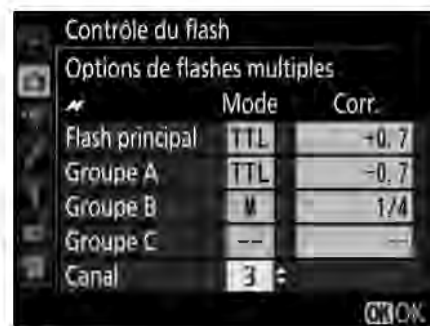 Contrôle du flash
Options de flashes multiples
Mode Corr.
Flash principal TTL +0.7
Groupe A TTL -0.7
Groupe B M 1/4
Groupe C -- --
Canal 3
OK OK